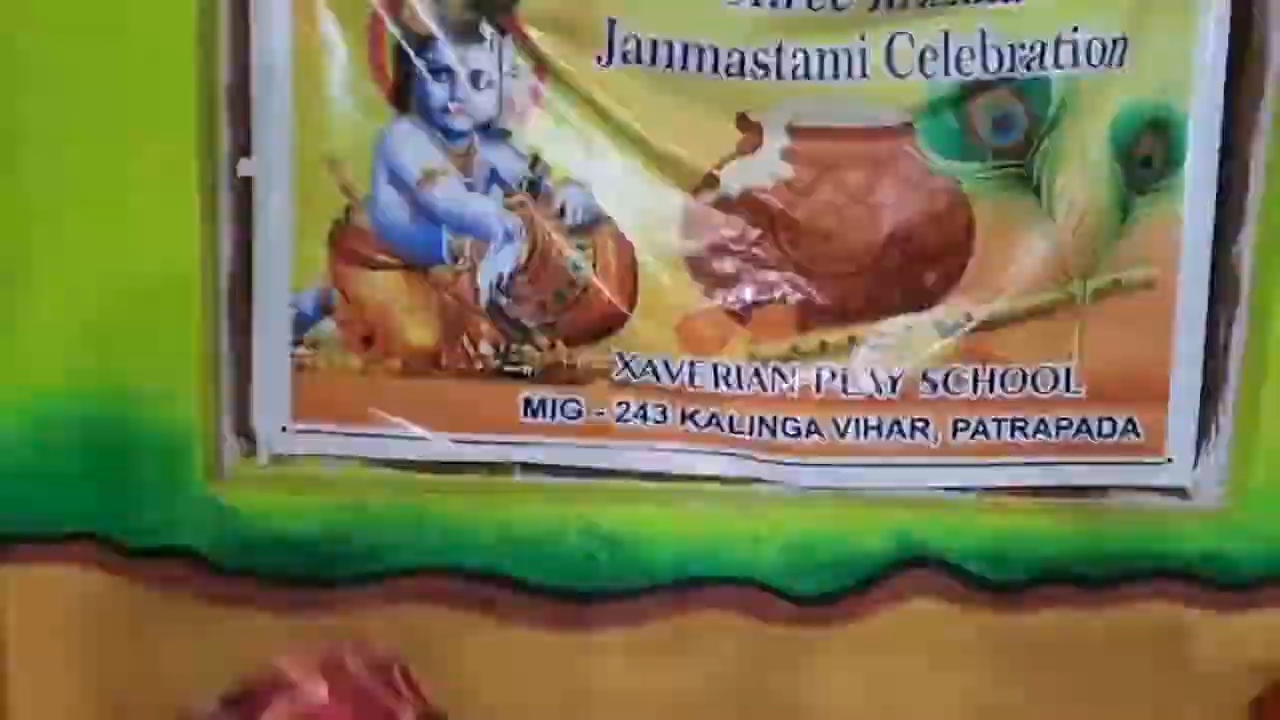 Janmastami Celebration
XAVERIAN PLAY SCHOOL
MIG - 243 KALINGA VIHAR, PATRAPADA